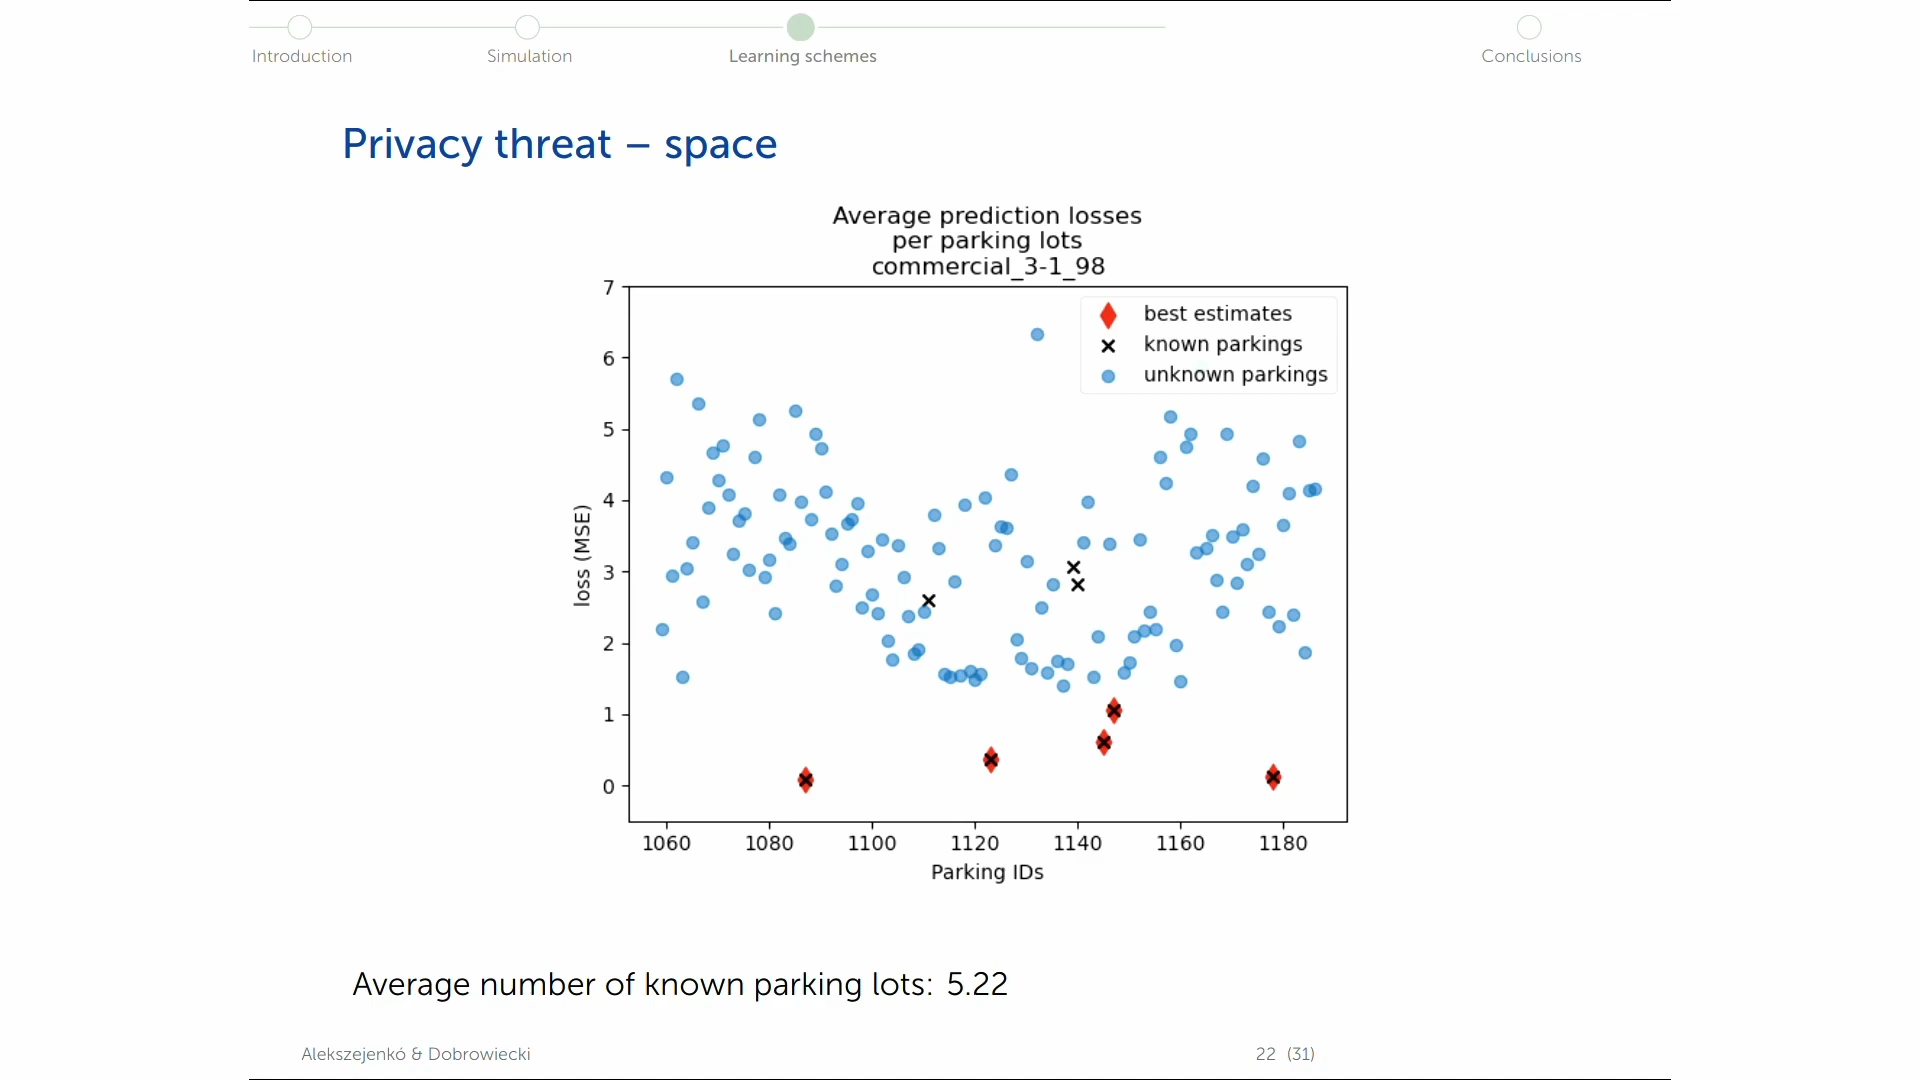 Introduction
Simulation
Learning schemes
Conclusions
Privacy threat – space
Average prediction losses
per parking lots
commercial_3-1_98
best estimates
known parkings
unknown parkings
loss (MSE)
7
6
5
4
3
2
1
0
1060 1080 1100 1120 1140 1160 1180
Parking IDs
Average number of known parking lots: 5.22
Alekszejenkó & Dobrowiecki
22 (31)